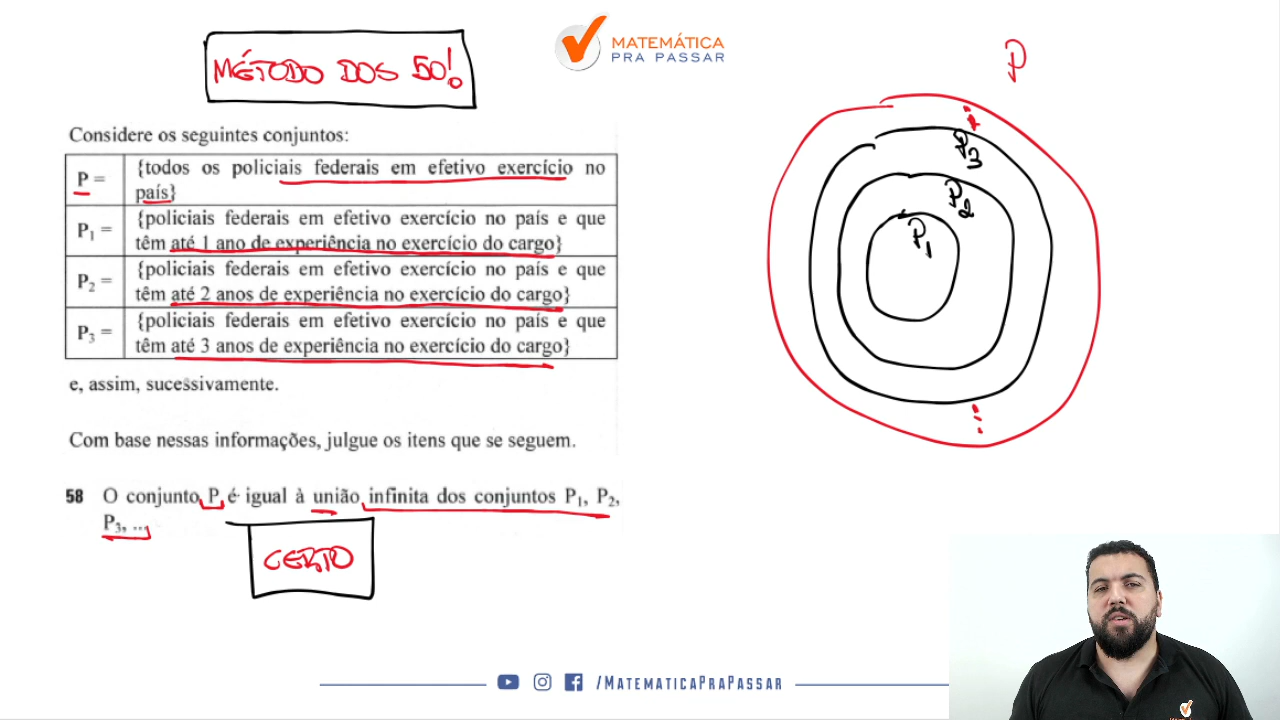 MÉTODO DOS 50!
MATEMÁTICA
PRA PASSAR
P
Considere os seguintes conjuntos:
P = {todos os policiais federais em efetivo exercício no
país}
P1 = {policiais federais em efetivo exercício no país e que
têm até 1 ano de experiência no exercício do cargo}
P2 = {policiais federais em efetivo exercício no país e que
têm até 2 anos de experiência no exercício do cargo}
P3 = {policiais federais em efetivo exercício no país e que
têm até 3 anos de experiência no exercício do cargo}
e, assim, sucessivamente.
P3
P2
P1
Com base nessas informações, julgue os itens que se seguem.
58 O conjunto P é igual à união infinita dos conjuntos P1, P2,
P3, ...
CERTO
/MATEMATICAPRAPASSAR